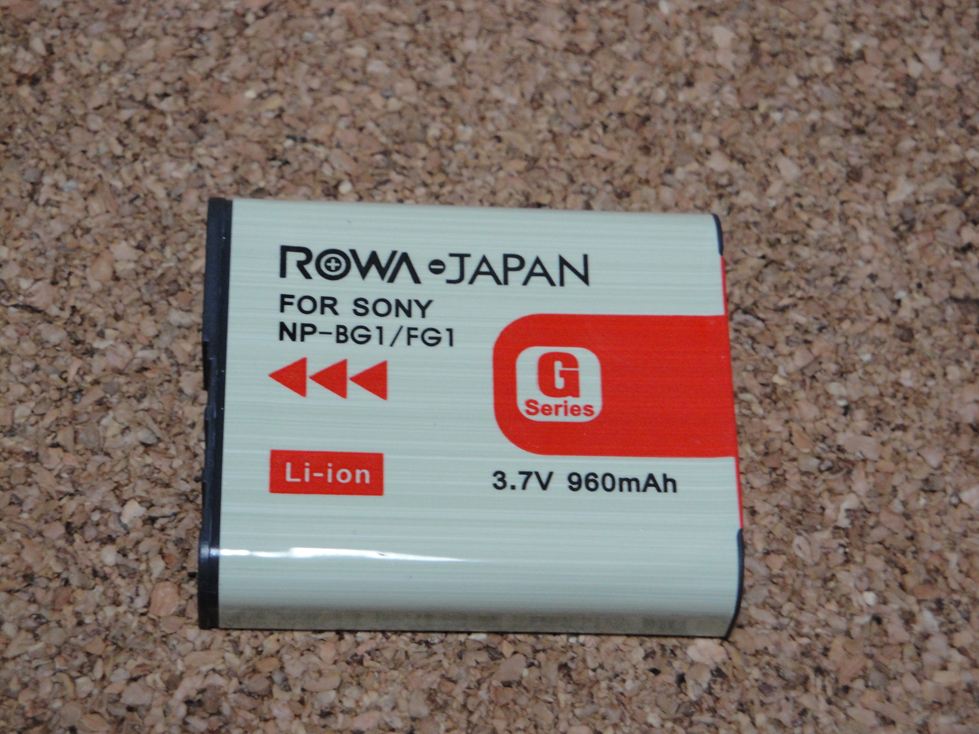 ROWA-JAPAN
FOR SONY
NP-BG1/FG1
G
Series
Li-ion
3.7V 960mAh